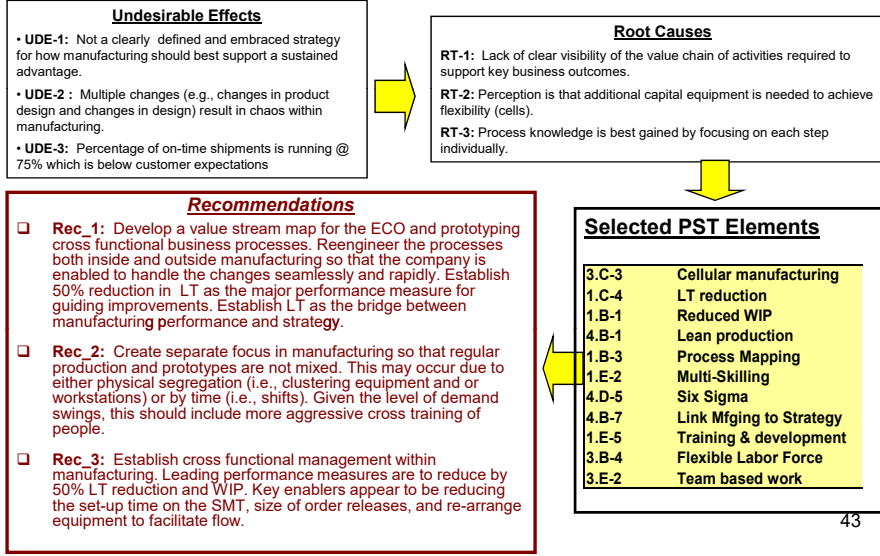 Undesirable Effects
• UDE-1: Not a clearly defined and embraced strategy
for how manufacturing should best support a sustained
advantage.
• UDE-2 : Multiple changes (e.g., changes in product
design and changes in design) result in chaos within
manufacturing.
• UDE-3: Percentage of on-time shipments is running @
75% which is below customer expectations
Root Causes
RT-1: Lack of clear visibility of the value chain of activities required to
support key business outcomes.
RT-2: Perception is that additional capital equipment is needed to achieve
flexibility (cells).
RT-3: Process knowledge is best gained by focusing on each step
individually.
Selected PST Elements
3.C-3 Cellular manufacturing
1.C-4 LT reduction
1.B-1 Reduced WIP
4.B-1 Lean production
1.B-3 Process Mapping
1.E-2 Multi-Skilling
4.D-5 Six Sigma
4.B-7 Link Mfging to Strategy
1.E-5 Training & development
3.B-4 Flexible Labor Force
3.E-2 Team based work
Recommendations
❑ Rec_1: Develop a value stream map for the ECO and prototyping
cross functional business processes. Reengineer the processes
both inside and outside manufacturing so that the company is
enabled to handle the changes seamlessly and rapidly. Establish
50% reduction in LT as the major performance measure for
guiding improvements. Establish LT as the bridge between
manufacturing performance and strategy.
❑ Rec_2: Create separate focus in manufacturing so that regular
production and prototypes are not mixed. This may occur due to
either physical segregation (i.e., clustering equipment and or
workstations) or by time (i.e., shifts). Given the level of demand
swings, this should include more aggressive cross training of
people.
❑ Rec_3: Establish cross functional management within
manufacturing. Leading performance measures are to reduce by
50% LT reduction and WIP. Key enablers appear to be reducing
the set-up time on the SMT, size of order releases, and re-arrange
equipment to facilitate flow.
43